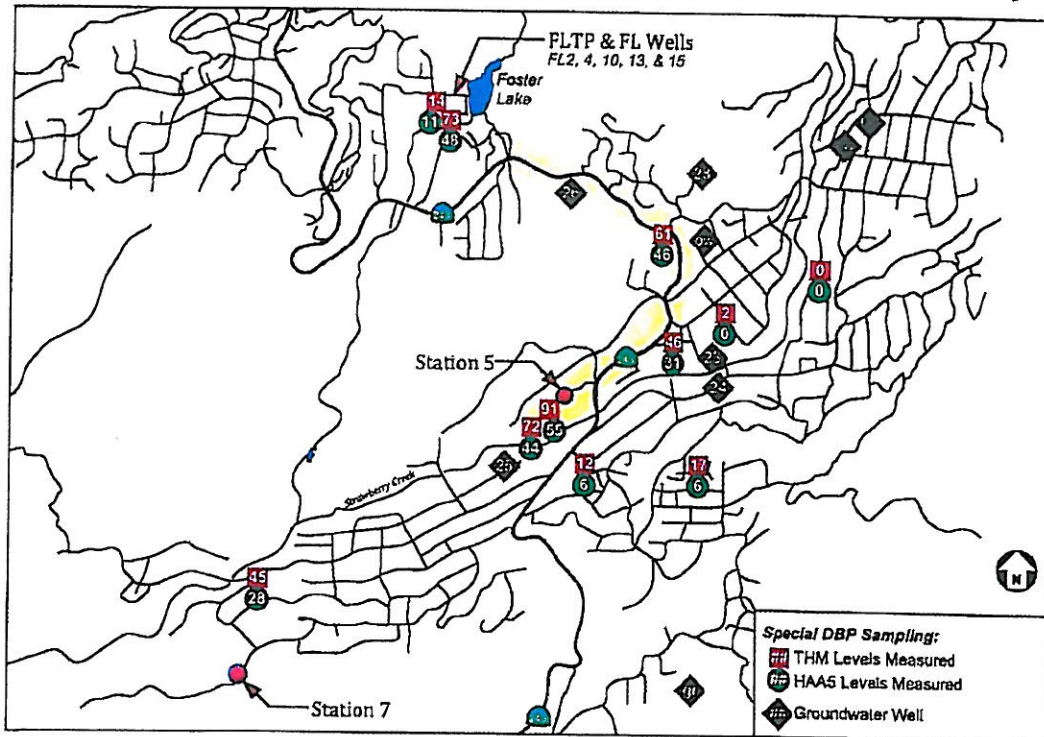 FLTP & FL Wells
FL2, 4, 10, 13, & 15
Foster
Lake
14
11
73
48
61
46
0
0
2
0
31
Station 5
91
55
72
44
12
6
17
6
Strawberry Creek
45
28
Station 7
N
Special DBP Sampling:
## THM Levels Measured
## HAA5 Levels Measured
## Groundwater Well